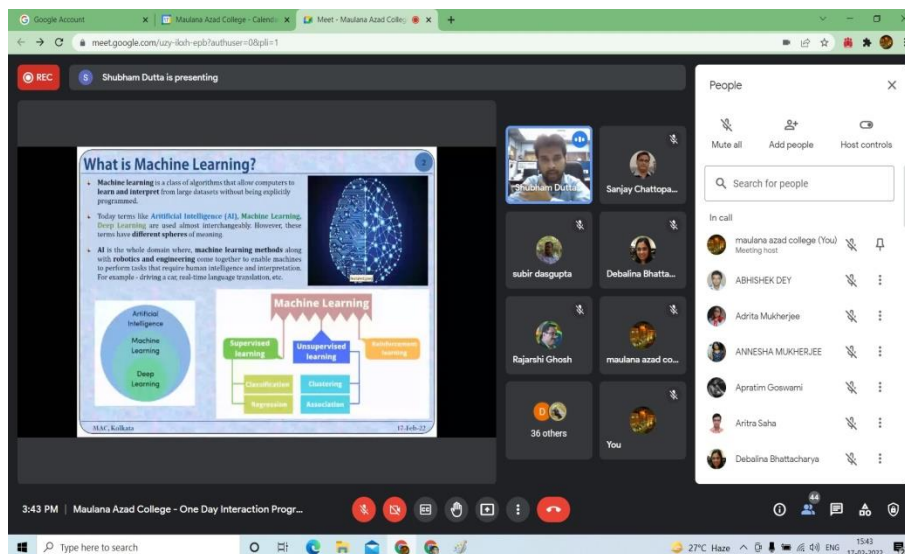 Google Account
Maulana Azad College - Calenda
Meet - Maulana Azad Colleg
meet.google.com/uzy-ikxh-epb?authuser=0&pli=1
REC
S Shubham Dutta is presenting
What is Machine Learning?
2
Machine learning is a class of algorithms that allow computers to
learn and interpret from large datasets without being explicitly
programmed.
Today terms like Aritificial Intelligence (AI), Machine Learning,
Deep Learning are used almost interchangeably. However, these
terms have different spheres of meaning.
AI is the whole domain where, machine learning methods along
with robotics and engineering come together to enable machines
to perform tasks that require human intelligence and interpretation.
For example - driving a car, real-time language translation, etc.
Artificial
Intelligence
Machine
Learning
Deep
Learning
Machine Learning
Supervised
learning
Unsupervised
learning
Reinforcement
learning
Classification
Regression
Clustering
Association
MAC, Kolkata
17-Feb-22
Shubham Dutta
Sanjay Chattopa...
subir dasgupta
Debalina Bhatta...
Rajarshi Ghosh
maulana azad co...
D
36 others
You
People
Mute all
Add people
Host controls
Search for people
In call
maulana azad college (You)
Meeting host
ABHISHEK DEY
Adrita Mukherjee
ANNESHA MUKHERJEE
Apratim Goswami
Aritra Saha
Debalina Bhattacharya
3:43 PM | Maulana Azad College - One Day Interaction Progr...
44
Type here to search
27°C Haze
ENG
15:43
17-02-2022